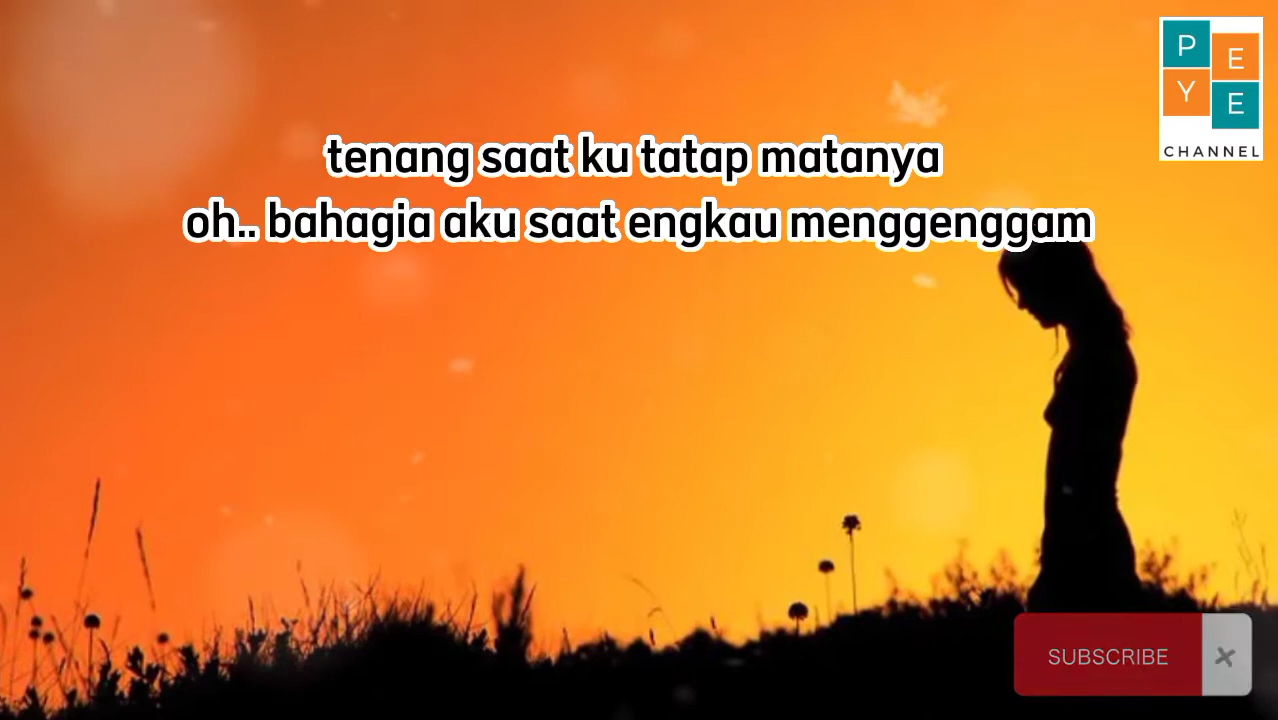 tenang saat ku tatap matanya
oh.. bahagia aku saat engkau menggenggam
P E
Y E
CHANNEL
SUBSCRIBE